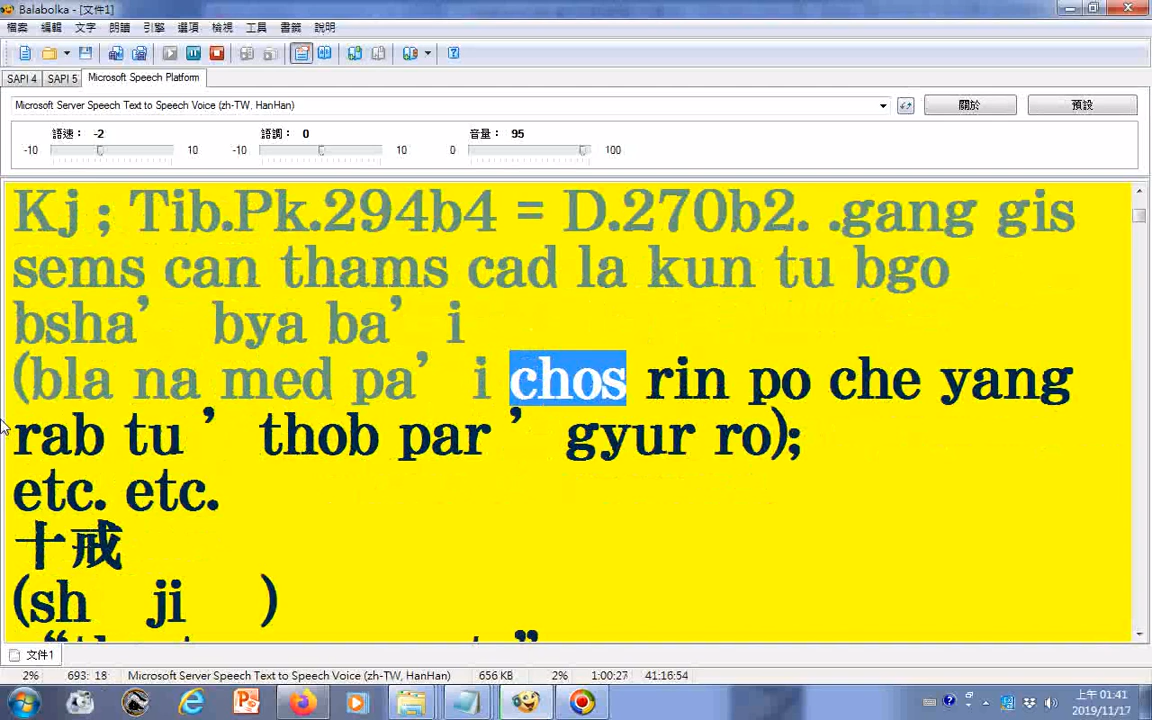 Balabolka - [文件1]
檔案 編輯 文字 朗讀 引擎 選項 檢視 工具 書籤 說明
SAPI 4 SAPI 5 Microsoft Speech Platform
Microsoft Server Speech Text to Speech Voice (zh-TW, HanHan) 關於 預設
語速： -2 語調： 0 音量： 95
-10 10 -10 10 0 100
Kj ; Tib.Pk.294b4 = D.270b2. .gang gis
sems can thams cad la kun tu bgo
bsha’ bya ba’ i
(bla na med pa’ i chos rin po che yang
rab tu ’ thob par ’ gyur ro);
etc. etc.
十戒
(sh ji )
文件1
2% 693: 18 Microsoft Server Speech Text to Speech Voice (zh-TW, HanHan) 656 KB 2% 1:00:27 41:16:54
上午 01:41
2019/11/17